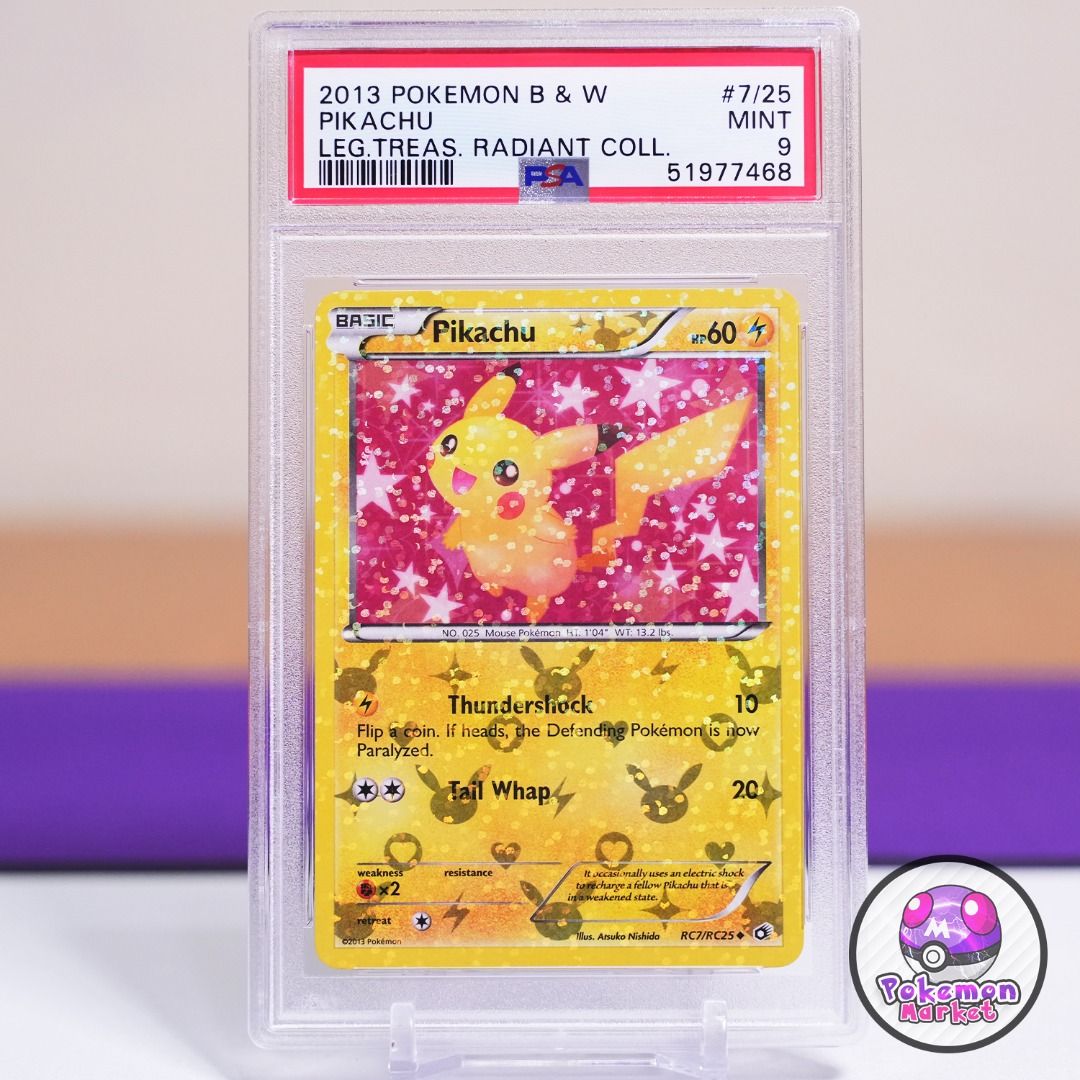 2013 POKEMON B & W #7/25
PIKACHU MINT
LEG.TREAS. RADIANT COLL. 9
PSA 51977468
BASIC Pikachu HP60
NO. 025 Mouse Pokémon HT: 1'04" WT: 13.2 lbs.
Thundershock 10
Flip a coin. If heads, the Defending Pokémon is now
Paralyzed.
Tail Whap 20
weakness resistance
×2
It occasionally uses an electric shock
to recharge a fellow Pikachu that is
in a weakened state.
retreat
Illus. Atsuko Nishida RC7/RC25
©2013 Pokémon
M
Pokemon
Market